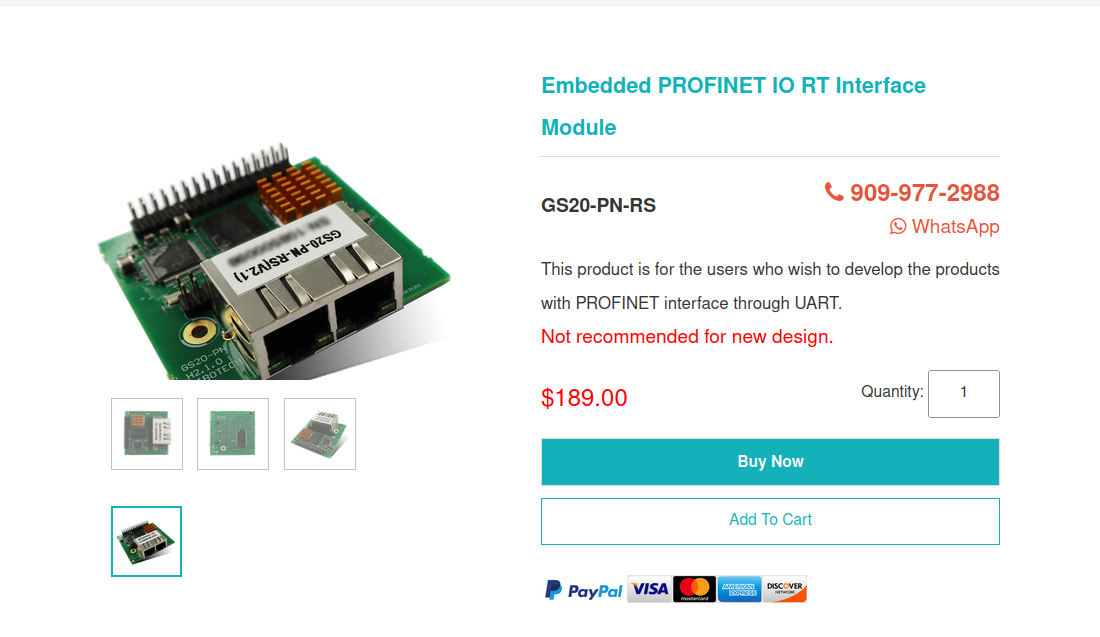 Embedded PROFINET IO RT Interface
Module
GS20-PN-RS
909-977-2988
WhatsApp
This product is for the users who wish to develop the products
with PROFINET interface through UART.
Not recommended for new design.
$189.00
Quantity: 1
Buy Now
Add To Cart
PayPal VISA mastercard AMERICAN EXPRESS DISCOVER NETWORK
GS20-PN-RS(V2.1)
GS20-PN
H2.1.0